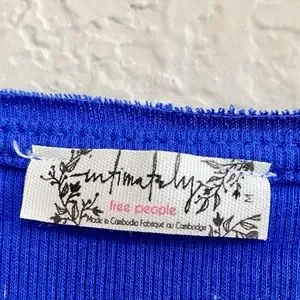 intimately
free people
Made in Cambodia Fabriqué au Cambodge
M